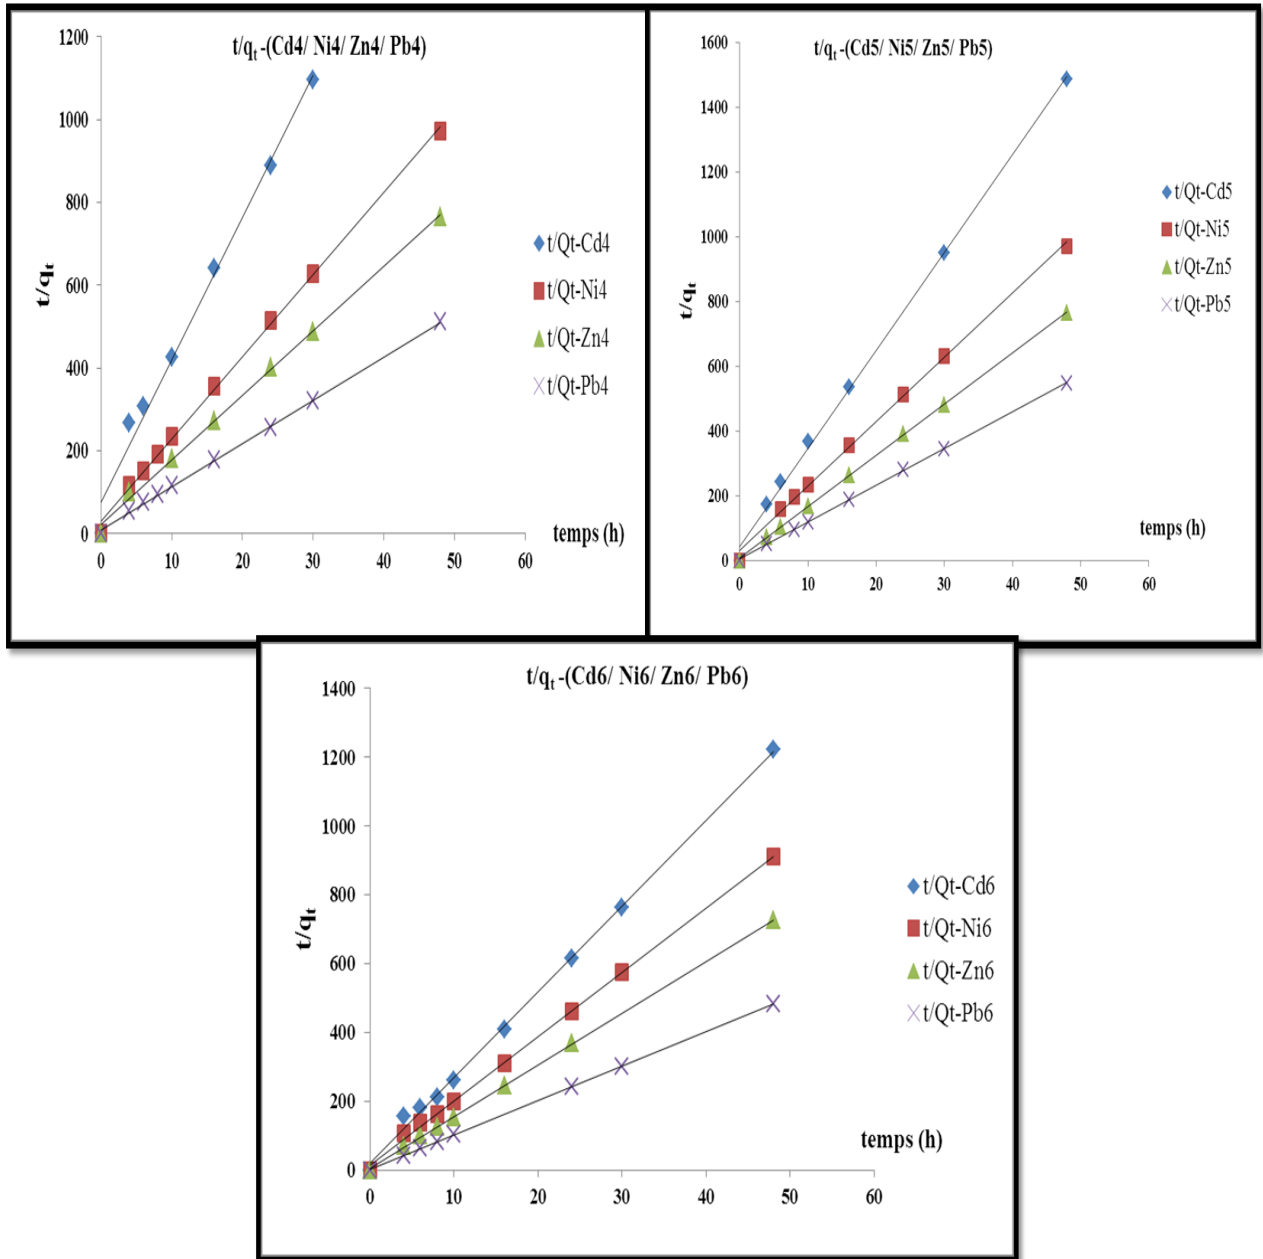 t/qt -(Cd4/ Ni4/ Zn4/ Pb4)
1200
1000
800
600
400
200
0
t/qt
0 10 20 30 40 50 60
temps (h)
t/Qt-Cd4
t/Qt-Ni4
t/Qt-Zn4
t/Qt-Pb4
t/qt -(Cd5/ Ni5/ Zn5/ Pb5)
1600
1400
1200
1000
800
600
400
200
0
t/qt
0 10 20 30 40 50 60
temps (h)
t/Qt-Cd5
t/Qt-Ni5
t/Qt-Zn5
t/Qt-Pb5
t/qt -(Cd6/ Ni6/ Zn6/ Pb6)
1400
1200
1000
800
600
400
200
0
t/qt
0 10 20 30 40 50 60
temps (h)
t/Qt-Cd6
t/Qt-Ni6
t/Qt-Zn6
t/Qt-Pb6